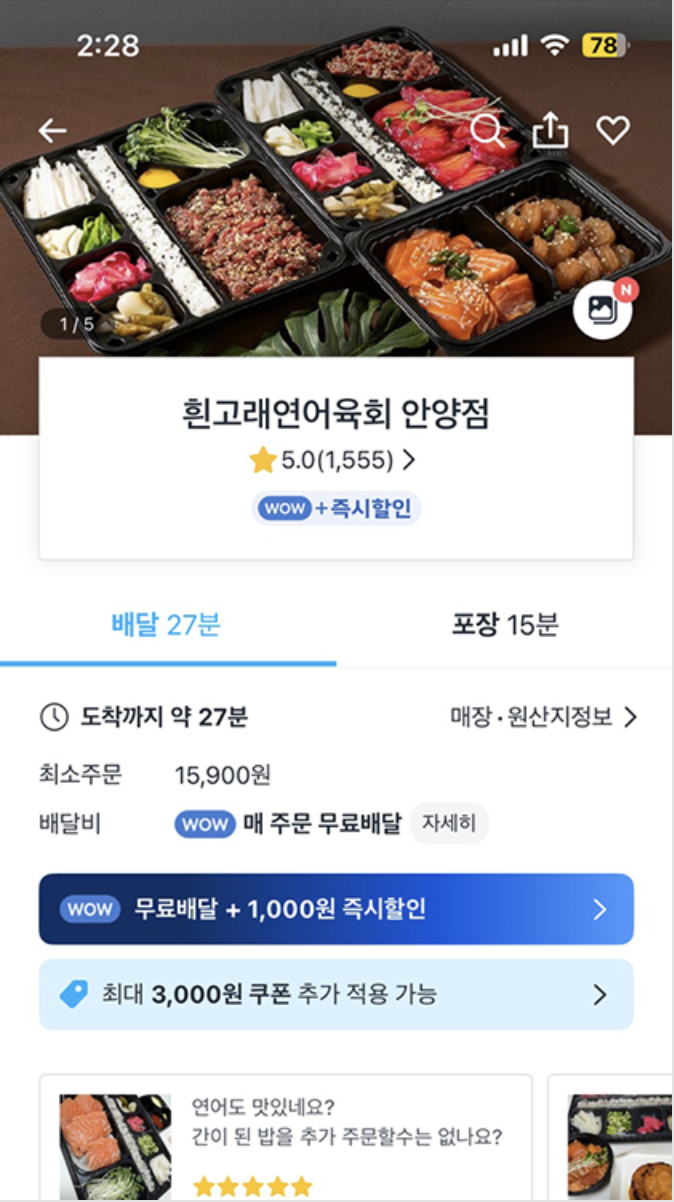 2:28
78
N
1/5
흰고래연어육회 안양점
5.0(1,555)
WOW+즉시할인
배달 27분
포장 15분
도착까지 약 27분
매장·원산지정보
최소주문 15,900원
배달비 WOW 매 주문 무료배달 자세히
WOW 무료배달 + 1,000원 즉시할인
최대 3,000원 쿠폰 추가 적용 가능
연어도 맛있네요?
간이 된 밥을 추가 주문할수는 없나요?